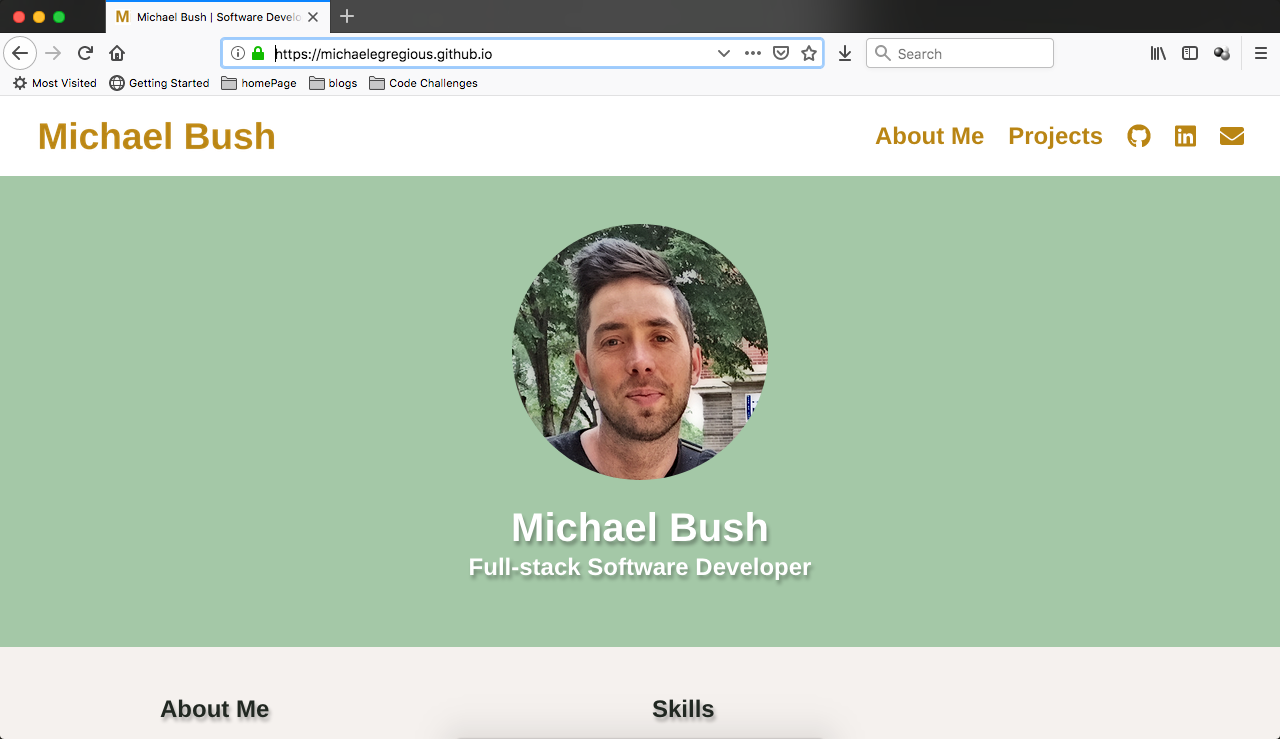 M Michael Bush | Software Develo
https://michaelegregious.github.io
Search
Most Visited Getting Started homePage blogs Code Challenges
Michael Bush
About Me Projects
Michael Bush
Full-stack Software Developer
About Me Skills